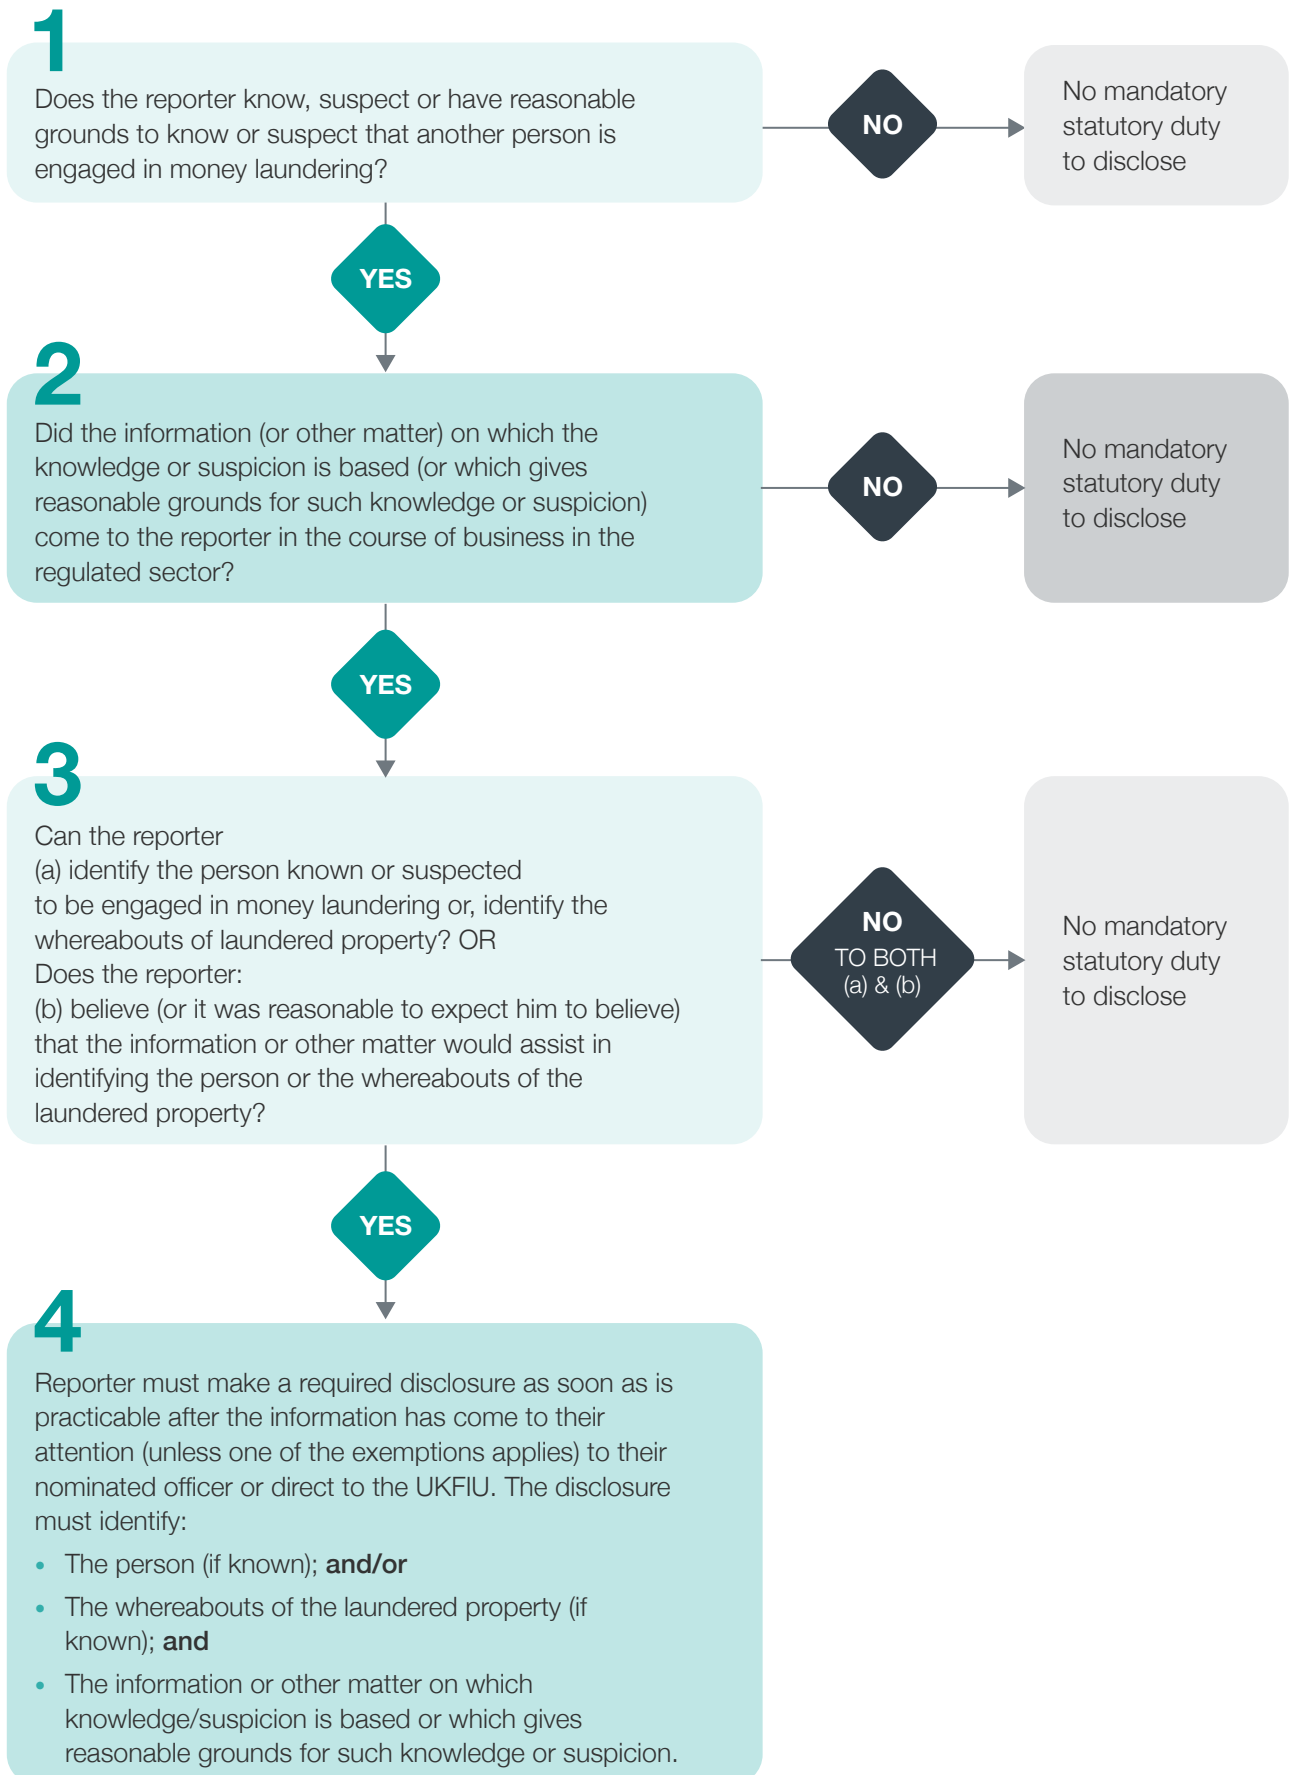 1
Does the reporter know, suspect or have reasonable
grounds to know or suspect that another person is
engaged in money laundering?
NO
No mandatory
statutory duty
to disclose
YES
2
Did the information (or other matter) on which the
knowledge or suspicion is based (or which gives
reasonable grounds for such knowledge or suspicion)
come to the reporter in the course of business in the
regulated sector?
NO
No mandatory
statutory duty
to disclose
YES
3
Can the reporter
(a) identify the person known or suspected
to be engaged in money laundering or, identify the
whereabouts of laundered property? OR
Does the reporter:
(b) believe (or it was reasonable to expect him to believe)
that the information or other matter would assist in
identifying the person or the whereabouts of the
laundered property?
NO
TO BOTH
(a) & (b)
No mandatory
statutory duty
to disclose
YES
4
Reporter must make a required disclosure as soon as is
practicable after the information has come to their
attention (unless one of the exemptions applies) to their
nominated officer or direct to the UKFIU. The disclosure
must identify:
• The person (if known); and/or
• The whereabouts of the laundered property (if
known); and
• The information or other matter on which
knowledge/suspicion is based or which gives
reasonable grounds for such knowledge or suspicion.